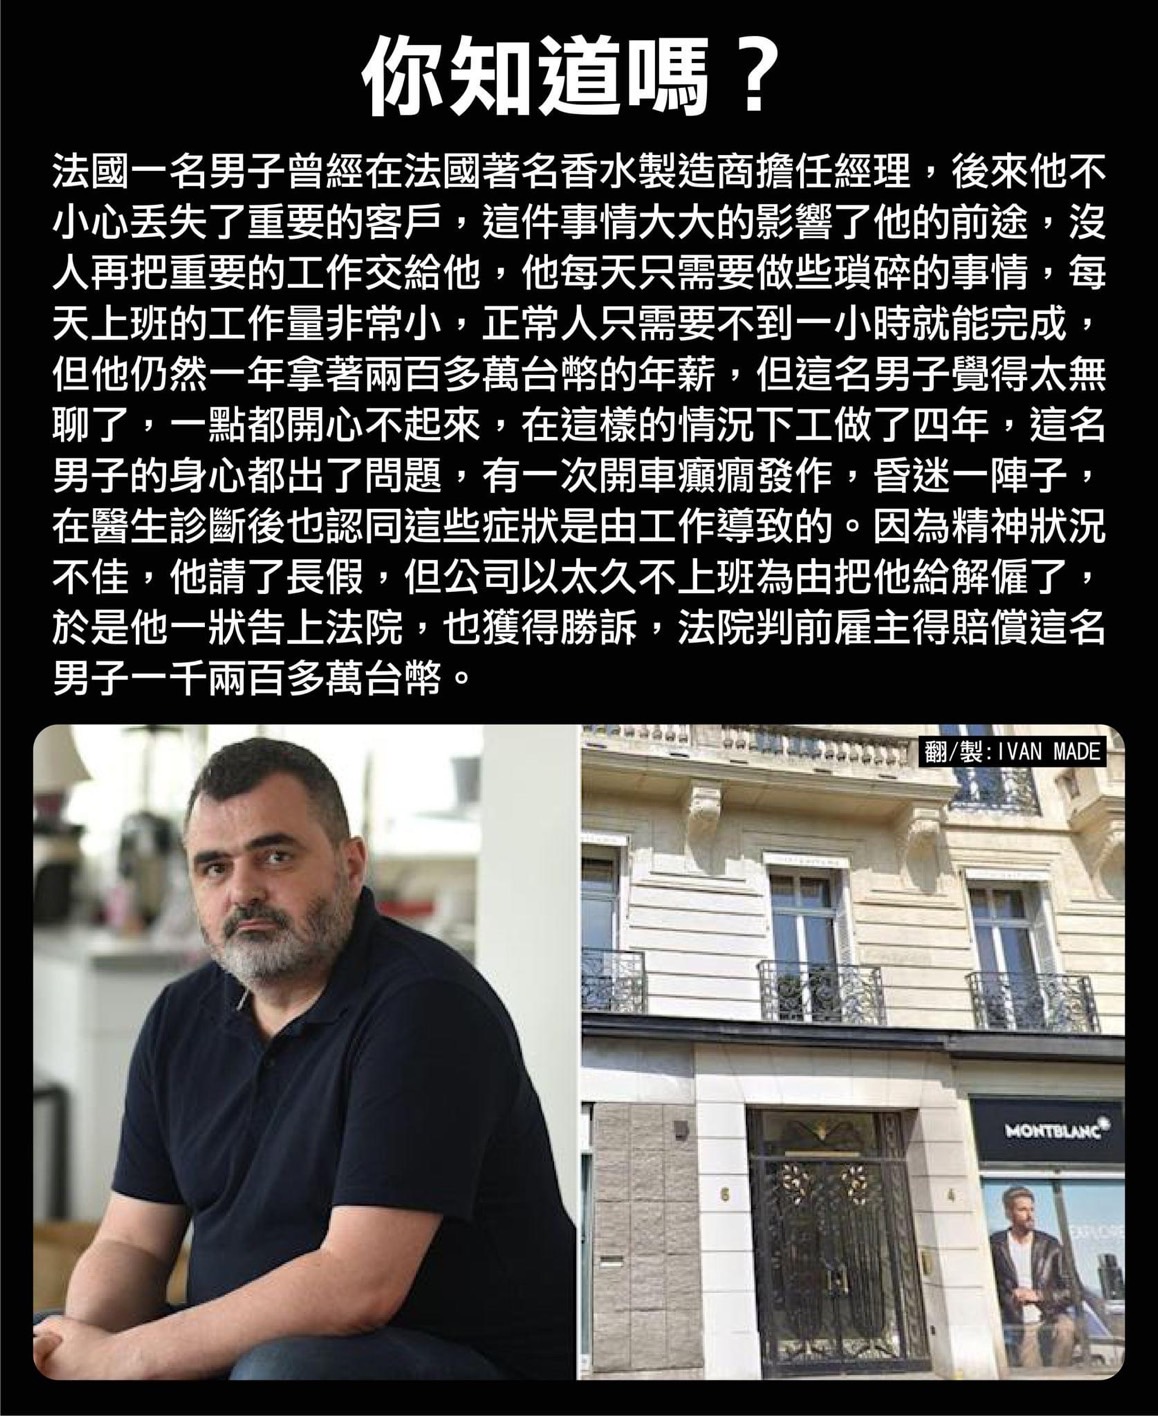 你知道嗎？
法國一名男子曾經在法國著名香水製造商擔任經理，後來他不
小心丟失了重要的客戶，這件事情大大的影響了他的前途，沒
人再把重要的工作交給他，他每天只需要做些瑣碎的事情，每
天上班的工作量非常小，正常人只需要不到一小時就能完成，
但他仍然一年拿著兩百多萬台幣的年薪，但這名男子覺得太無
聊了，一點都開心不起來，在這樣的情況下工做了四年，這名
男子的身心都出了問題，有一次開車癲癇發作，昏迷一陣子，
在醫生診斷後也認同這些症狀是由工作導致的。因為精神狀況
不佳，他請了長假，但公司以太久不上班為由把他給解僱了，
於是他一狀告上法院，也獲得勝訴，法院判前雇主得賠償這名
男子一千兩百多萬台幣。
翻/製:IVAN MADE
MONTBLANC
6
4
EXPLORER